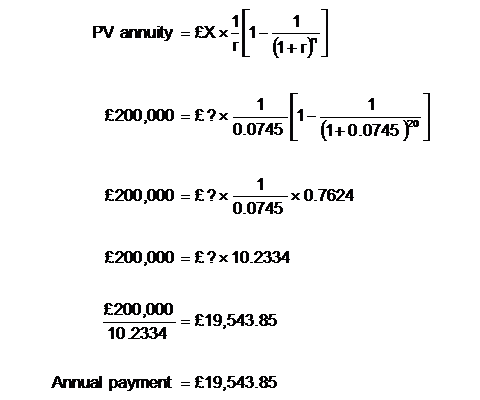 PV annuity = £X × 1/r [1 − 1/(1 + r)^n]
£200,000 = £ ? × 1/0.0745 [1 − 1/(1 + 0.0745 )^20]
£200,000 = £ ? × 1/0.0745 × 0.7624
£200,000 = £ ? × 10.2334
£200,000/10.2334 = £19,543.85
Annual payment = £19,543.85